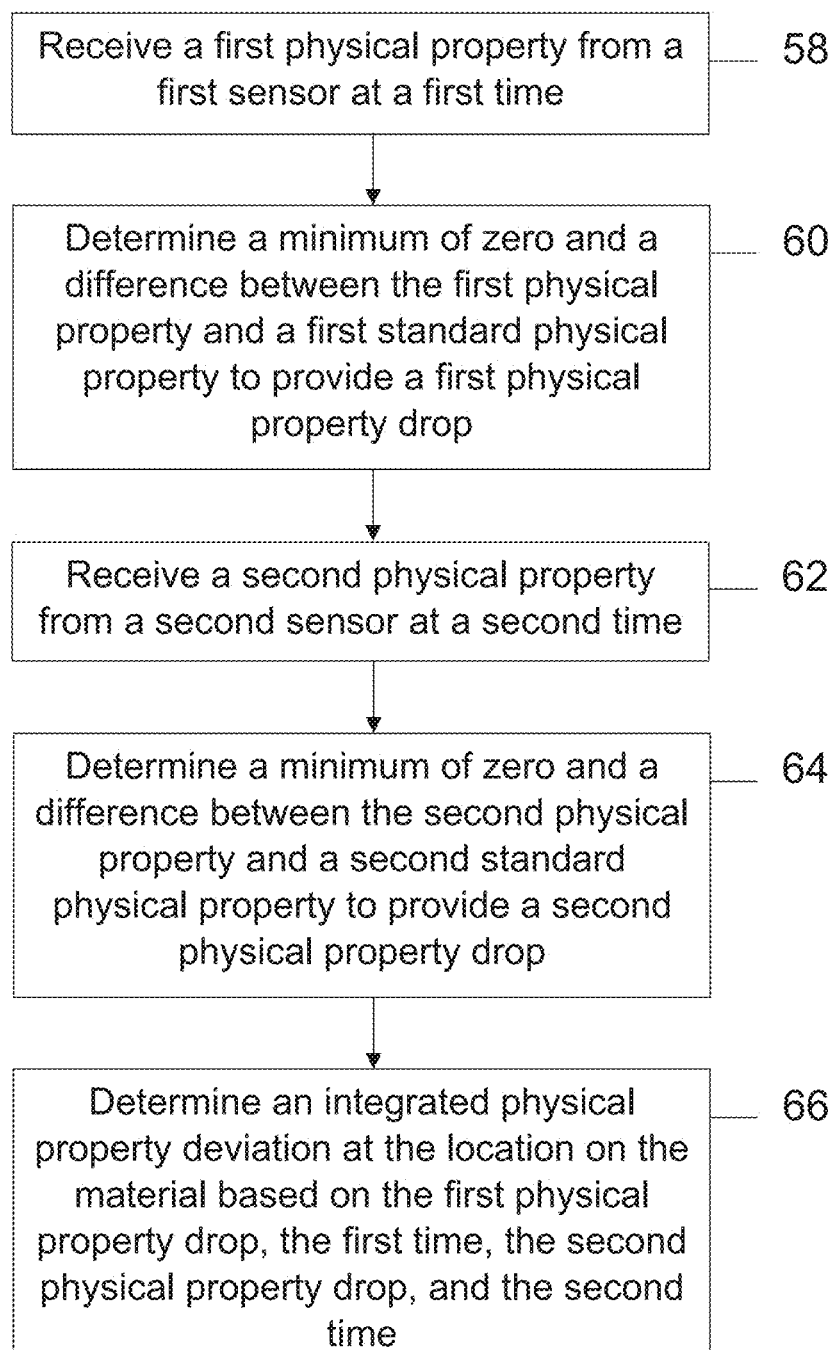 Receive a first physical property from a
first sensor at a first time
58
Determine a minimum of zero and a
difference between the first physical
property and a first standard physical
property to provide a first physical
property drop
60
Receive a second physical property
from a second sensor at a second time
62
Determine a minimum of zero and a
difference between the second physical
property and a second standard
physical property to provide a second
physical property drop
64
Determine an integrated physical
property deviation at the location on the
material based on the first physical
property drop, the first time, the second
physical property drop, and the second
time
66